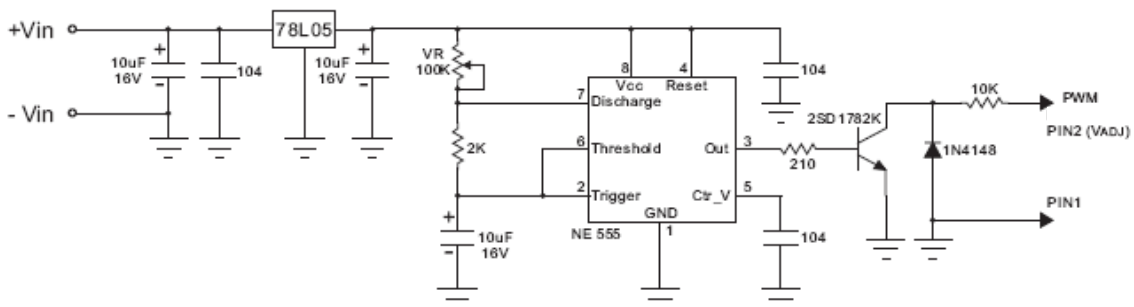 +Vin
78L05
+
10uF
16V
-
104
+
10uF
16V
-
- Vin
VR
100K
2K
+
10uF
16V
-
7
6
2
8
4
Vcc
Reset
Discharge
Threshold
Out
Trigger
Ctr_V
GND
NE 555
1
3
5
104
104
210
2SD1782K
1N4148
10K
PWM
PIN2 (VADJ)
PIN1